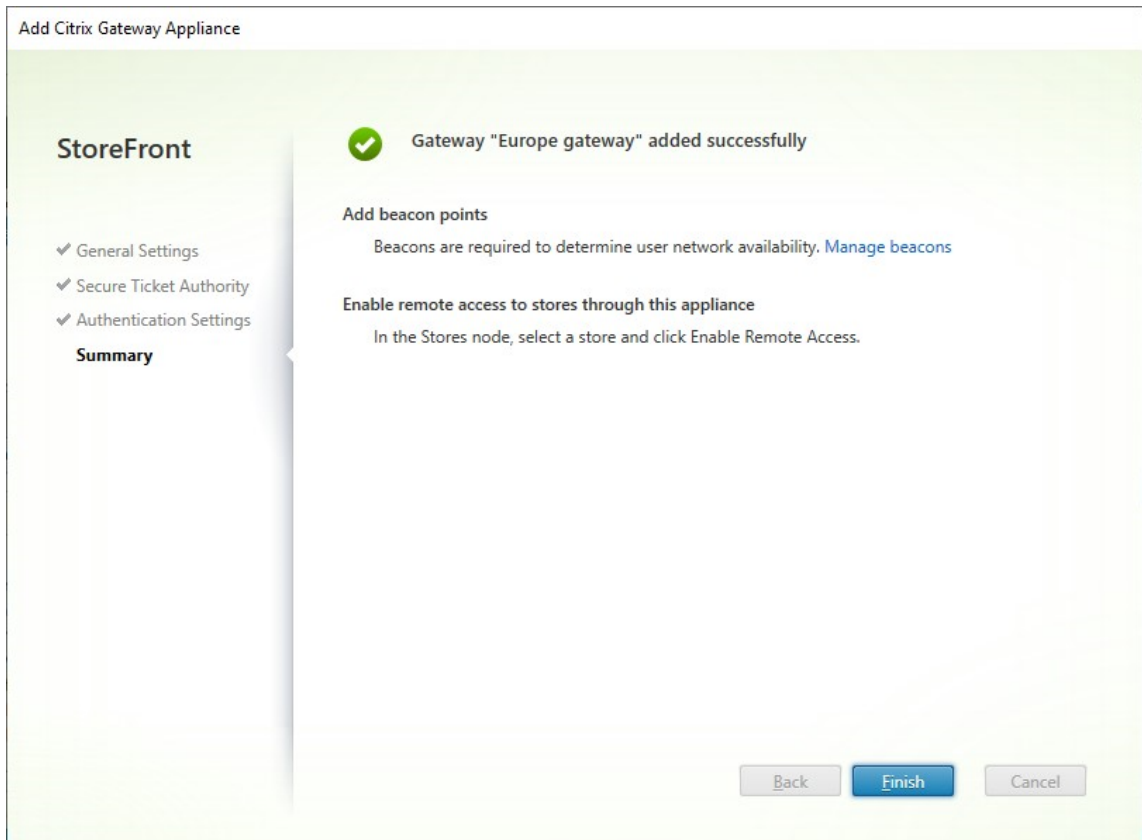 Add Citrix Gateway Appliance
StoreFront
General Settings
Secure Ticket Authority
Authentication Settings
Summary
Gateway "Europe gateway" added successfully
Add beacon points
Beacons are required to determine user network availability. Manage beacons
Enable remote access to stores through this appliance
In the Stores node, select a store and click Enable Remote Access.
Back
Finish
Cancel